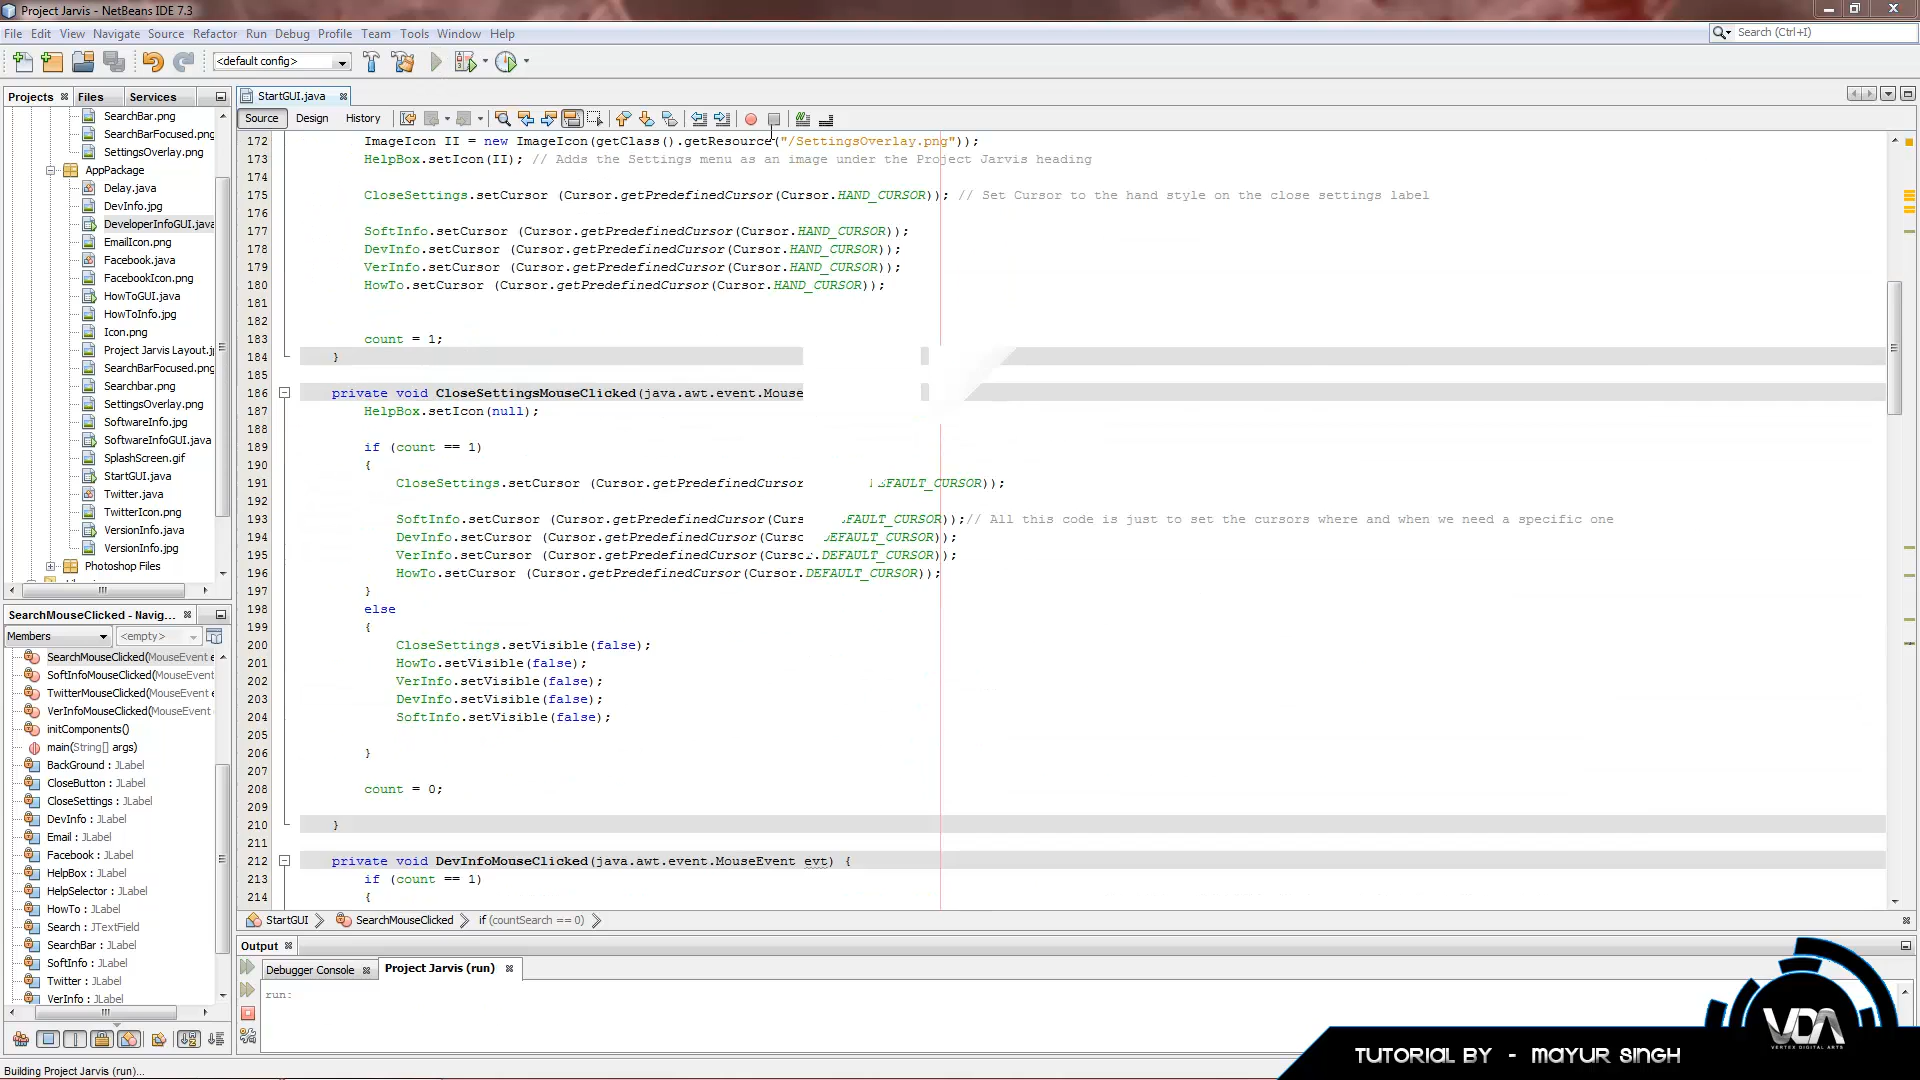 Project Jarvis - NetBeans IDE 7.3
File Edit View Navigate Source Refactor Run Debug Profile Team Tools Window Help
Search (Ctrl+I)
<default config>
Projects Files Services
SearchBar.png
SearchBarFocused.png
SettingsOverlay.png
AppPackage
Delay.java
DevInfo.jpg
DeveloperInfoGUI.java
EmailIcon.png
Facebook.java
FacebookIcon.png
HowToGUI.java
HowToInfo.jpg
Icon.png
Project Jarvis Layout.j
SearchBarFocused.png
Searchbar.png
SettingsOverlay.png
SoftwareInfo.jpg
SoftwareInfoGUI.java
SplashScreen.gif
StartGUI.java
Twitter.java
TwitterIcon.png
VersionInfo.java
VersionInfo.jpg
Photoshop Files
SearchMouseClicked - Navig...
Members <empty>
SearchMouseClicked(MouseEvent e
SoftInfoMouseClicked(MouseEvent
TwitterMouseClicked(MouseEvent e
VerInfoMouseClicked(MouseEvent
initComponents()
main(String[] args)
BackGround : JLabel
CloseButton : JLabel
CloseSettings : JLabel
DevInfo : JLabel
Email : JLabel
Facebook : JLabel
HelpBox : JLabel
HelpSelector : JLabel
HowTo : JLabel
Search : JTextField
SearchBar : JLabel
SoftInfo : JLabel
Twitter : JLabel
VerInfo : JLabel
StartGUI.java
Source Design History
172 ImageIcon II = new ImageIcon(getClass().getResource("/SettingsOverlay.png"));
173 HelpBox.setIcon(II); // Adds the Settings menu as an image under the Project Jarvis heading
174
175 CloseSettings.setCursor (Cursor.getPredefinedCursor(Cursor.HAND_CURSOR)); // Set Cursor to the hand style on the close settings label
176
177 SoftInfo.setCursor (Cursor.getPredefinedCursor(Cursor.HAND_CURSOR));
178 DevInfo.setCursor (Cursor.getPredefinedCursor(Cursor.HAND_CURSOR));
179 VerInfo.setCursor (Cursor.getPredefinedCursor(Cursor.HAND_CURSOR));
180 HowTo.setCursor (Cursor.getPredefinedCursor(Cursor.HAND_CURSOR));
181
182
183 count = 1;
184 }
185
186 private void CloseSettingsMouseClicked(java.awt.event.Mouse
187 HelpBox.setIcon(null);
188
189 if (count == 1)
190 {
191 CloseSettings.setCursor (Cursor.getPredefinedCursor EFAULT_CURSOR));
192
193 SoftInfo.setCursor (Cursor.getPredefinedCursor(Curs EFAULT_CURSOR));// All this code is just to set the cursors where and when we need a specific one
194 DevInfo.setCursor (Cursor.getPredefinedCursor(Curso DEFAULT_CURSOR));
195 VerInfo.setCursor (Cursor.getPredefinedCursor(Cursor.DEFAULT_CURSOR));
196 HowTo.setCursor (Cursor.getPredefinedCursor(Cursor.DEFAULT_CURSOR));
197 }
198 else
199 {
200 CloseSettings.setVisible(false);
201 HowTo.setVisible(false);
202 VerInfo.setVisible(false);
203 DevInfo.setVisible(false);
204 SoftInfo.setVisible(false);
205
206 }
207
208 count = 0;
209
210 }
211
212 private void DevInfoMouseClicked(java.awt.event.MouseEvent evt) {
213 if (count == 1)
214 {
StartGUI SearchMouseClicked if (countSearch == 0)
Output
Debugger Console Project Jarvis (run)
run:
Building Project Jarvis (run)...
VDA
VERTEX DIGITAL ARTS
TUTORIAL BY - MAYUR SINGH